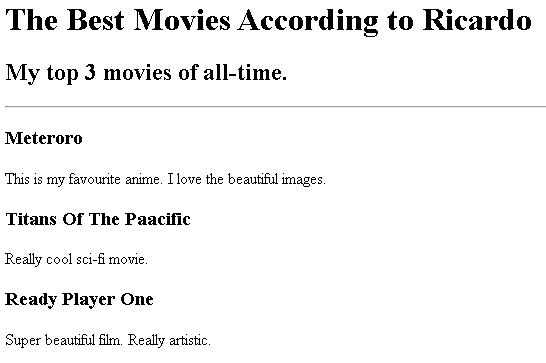 The Best Movies According to Ricardo
My top 3 movies of all-time.
Meteroro
This is my favourite anime. I love the beautiful images.
Titans Of The Paacific
Really cool sci-fi movie.
Ready Player One
Super beautiful film. Really artistic.